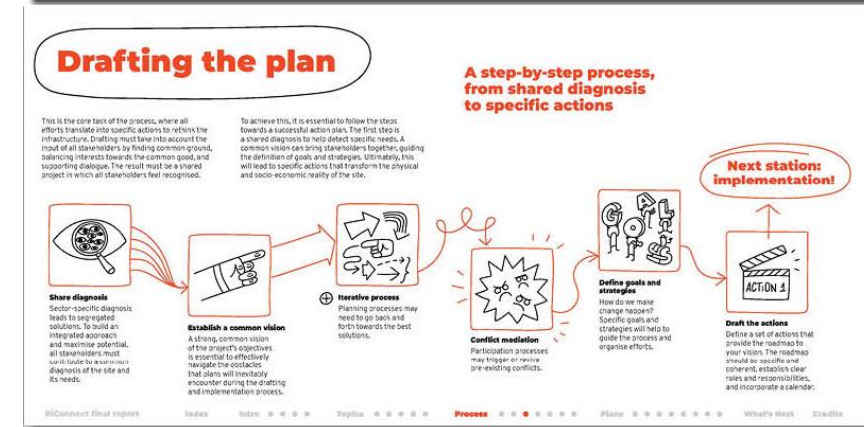 Drafting the plan
A step-by-step process,
from shared diagnosis
to specific actions
This is the core task of the process, where all
efforts translate into specific actions to rethink the
infrastructure. Drafting must take into account the
input of all stakeholders by finding common ground,
balancing interests towards the common good, and
supporting dialogue. The result must be a shared
project in which all stakeholders feel recognised.
To achieve this, it is essential to follow the steps
towards a successful action plan. The first step is
a shared diagnosis to help detect specific needs. A
common vision can bring stakeholders together, guiding
the definition of goals and strategies. Ultimately, this
will lead to specific actions that transform the physical
and socio-economic reality of the site.
Next station:
implementation!
Share diagnosis
Sector-specific diagnosis
leads to segregated
solutions. To build an
integrated approach
and maximise potential,
all stakeholders must
contribute to a common
diagnosis of the site and
its needs.
Establish a common vision
A strong, common vision
of the project's objectives
is essential to effectively
navigate the obstacles
that plans will inevitably
encounter during the drafting
and implementation process.
Iterative process
Planning processes may
need to go back and
forth towards the best
solutions.
Conflict mediation
Participation processes
may trigger or revive
pre-existing conflicts.
GOALS
Define goals and
strategies
How do we make
change happen?
Specific goals and
strategies will help to
guide the process and
organise efforts.
ACTION 1
Draft the actions
Define a set of actions that
provide the roadmap to
your vision. The roadmap
should be specific and
coherent, establish clear
roles and responsibilities,
and incorporate a calendar.
RiConnect final report Index Intro Topics Process Plans What's Next Credits